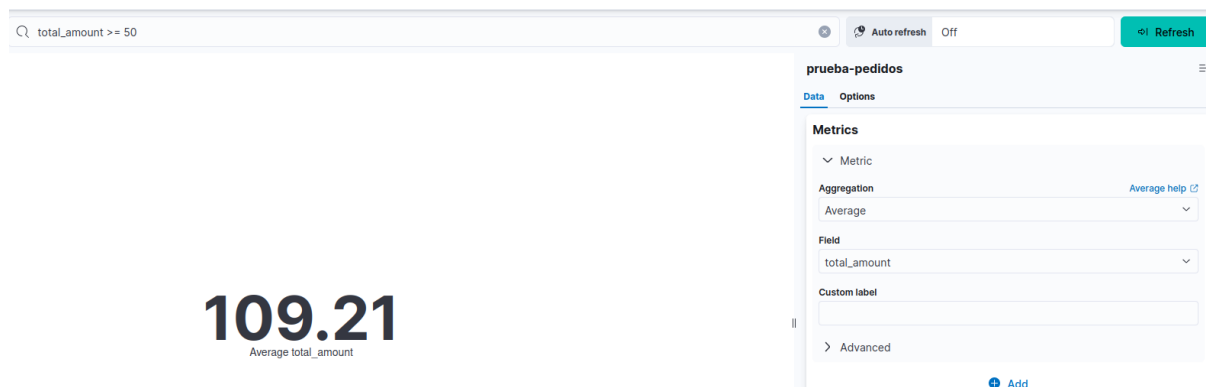 total_amount >= 50
Auto refresh Off
Refresh
prueba-pedidos
Data Options
Metrics
Metric
Aggregation Average help
Average
Field
total_amount
Custom label
109.21
Average total_amount
Advanced
Add